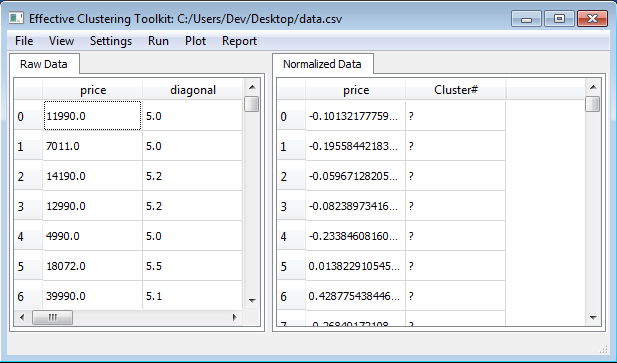 Effective Clustering Toolkit: C:/Users/Dev/Desktop/data.csv
File View Settings Run Plot Report
Raw Data
price diagonal
0 11990.0 5.0
1 7011.0 5.0
2 14190.0 5.2
3 12990.0 5.2
4 4990.0 5.0
5 18072.0 5.5
6 39990.0 5.1
Normalized Data
price Cluster#
0 -0.10132177759... ?
1 -0.19558442183... ?
2 -0.05967128205... ?
3 -0.08238973416... ?
4 -0.23384608160... ?
5 0.013822910545... ?
6 0.428775438446... ?